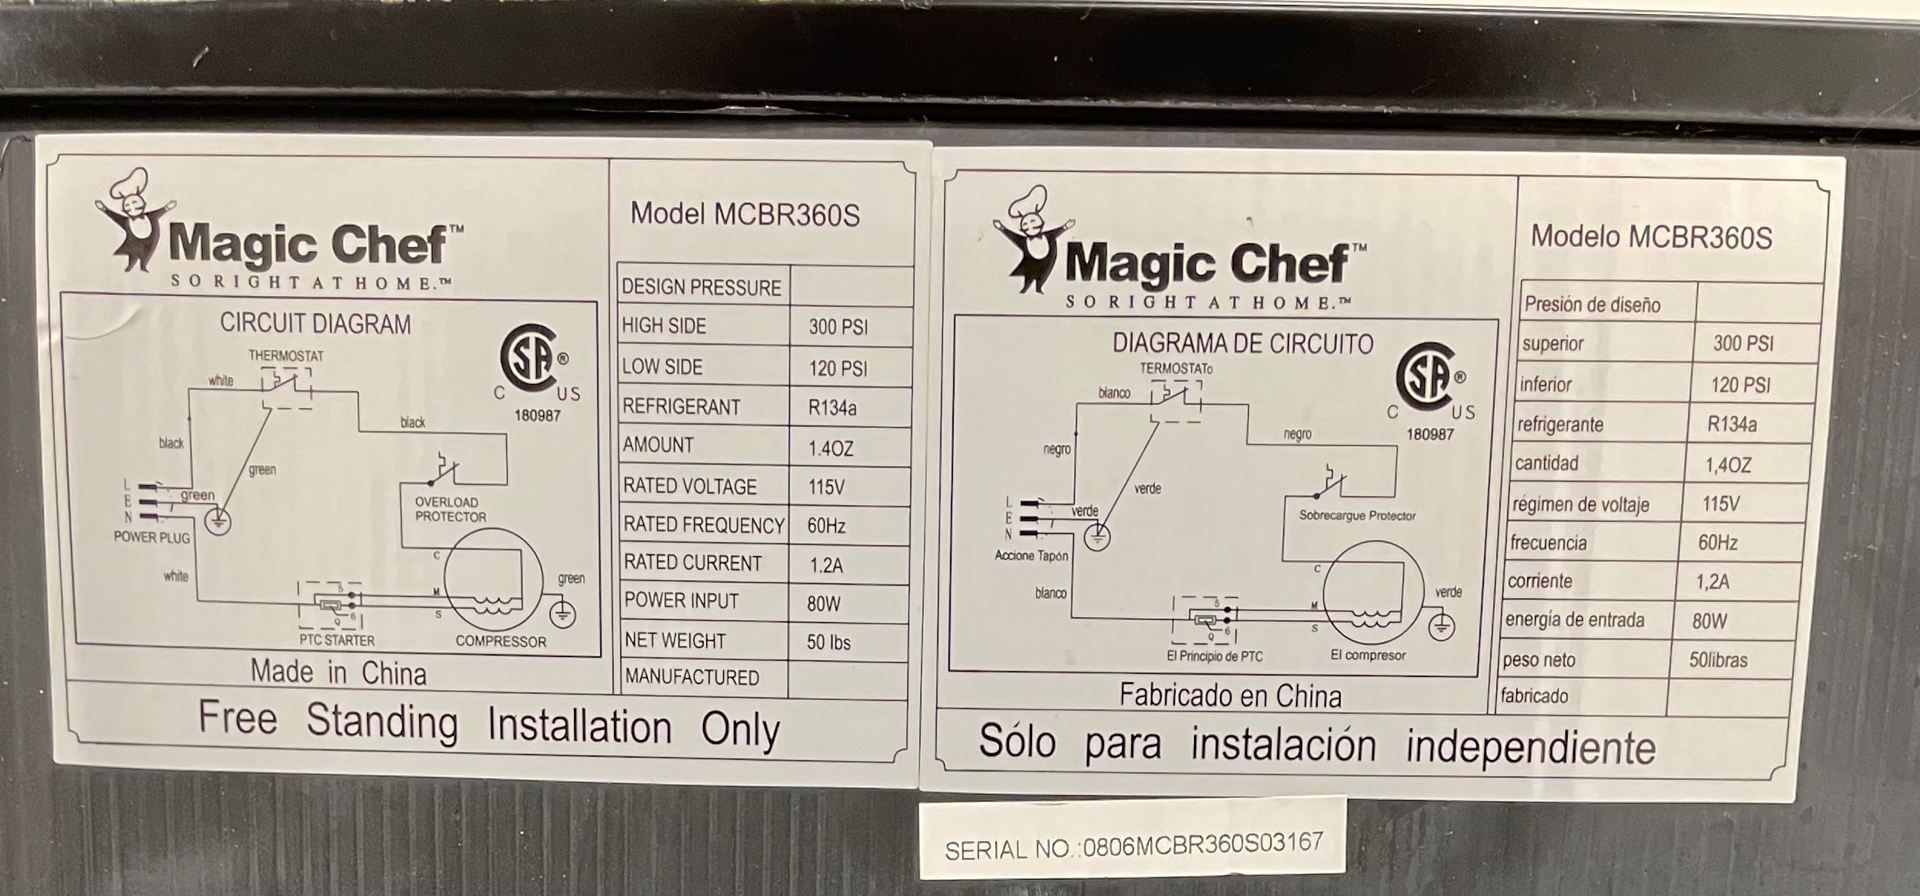 Magic Chef™
SO RIGHT AT HOME.™
Model MCBR360S
CIRCUIT DIAGRAM
THERMOSTAT
SA®
C US
180987
white
black
black
green
L
E green
N
POWER PLUG
OVERLOAD
PROTECTOR
white
C
M
S
green
5
6
Q
PTC STARTER
COMPRESSOR
Made in China
DESIGN PRESSURE
HIGH SIDE 300 PSI
LOW SIDE 120 PSI
REFRIGERANT R134a
AMOUNT 1.4OZ
RATED VOLTAGE 115V
RATED FREQUENCY 60Hz
RATED CURRENT 1.2A
POWER INPUT 80W
NET WEIGHT 50 lbs
MANUFACTURED
Free Standing Installation Only
Magic Chef™
SO RIGHT AT HOME.™
Modelo MCBR360S
DIAGRAMA DE CIRCUITO
TERMOSTATo
SA®
C US
180987
blanco
negro
negro
verde
L
E verde
N
Accione Tapón
Sobrecargue Protector
blanco
C
M
S
verde
5
6
Q
El Principio de PTC
El compresor
Fabricado en China
Presión de diseño
superior 300 PSI
inferior 120 PSI
refrigerante R134a
cantidad 1,4OZ
régimen de voltaje 115V
frecuencia 60Hz
corriente 1,2A
energía de entrada 80W
peso neto 50libras
fabricado
Sólo para instalación independiente
SERIAL NO.:0806MCBR360S03167